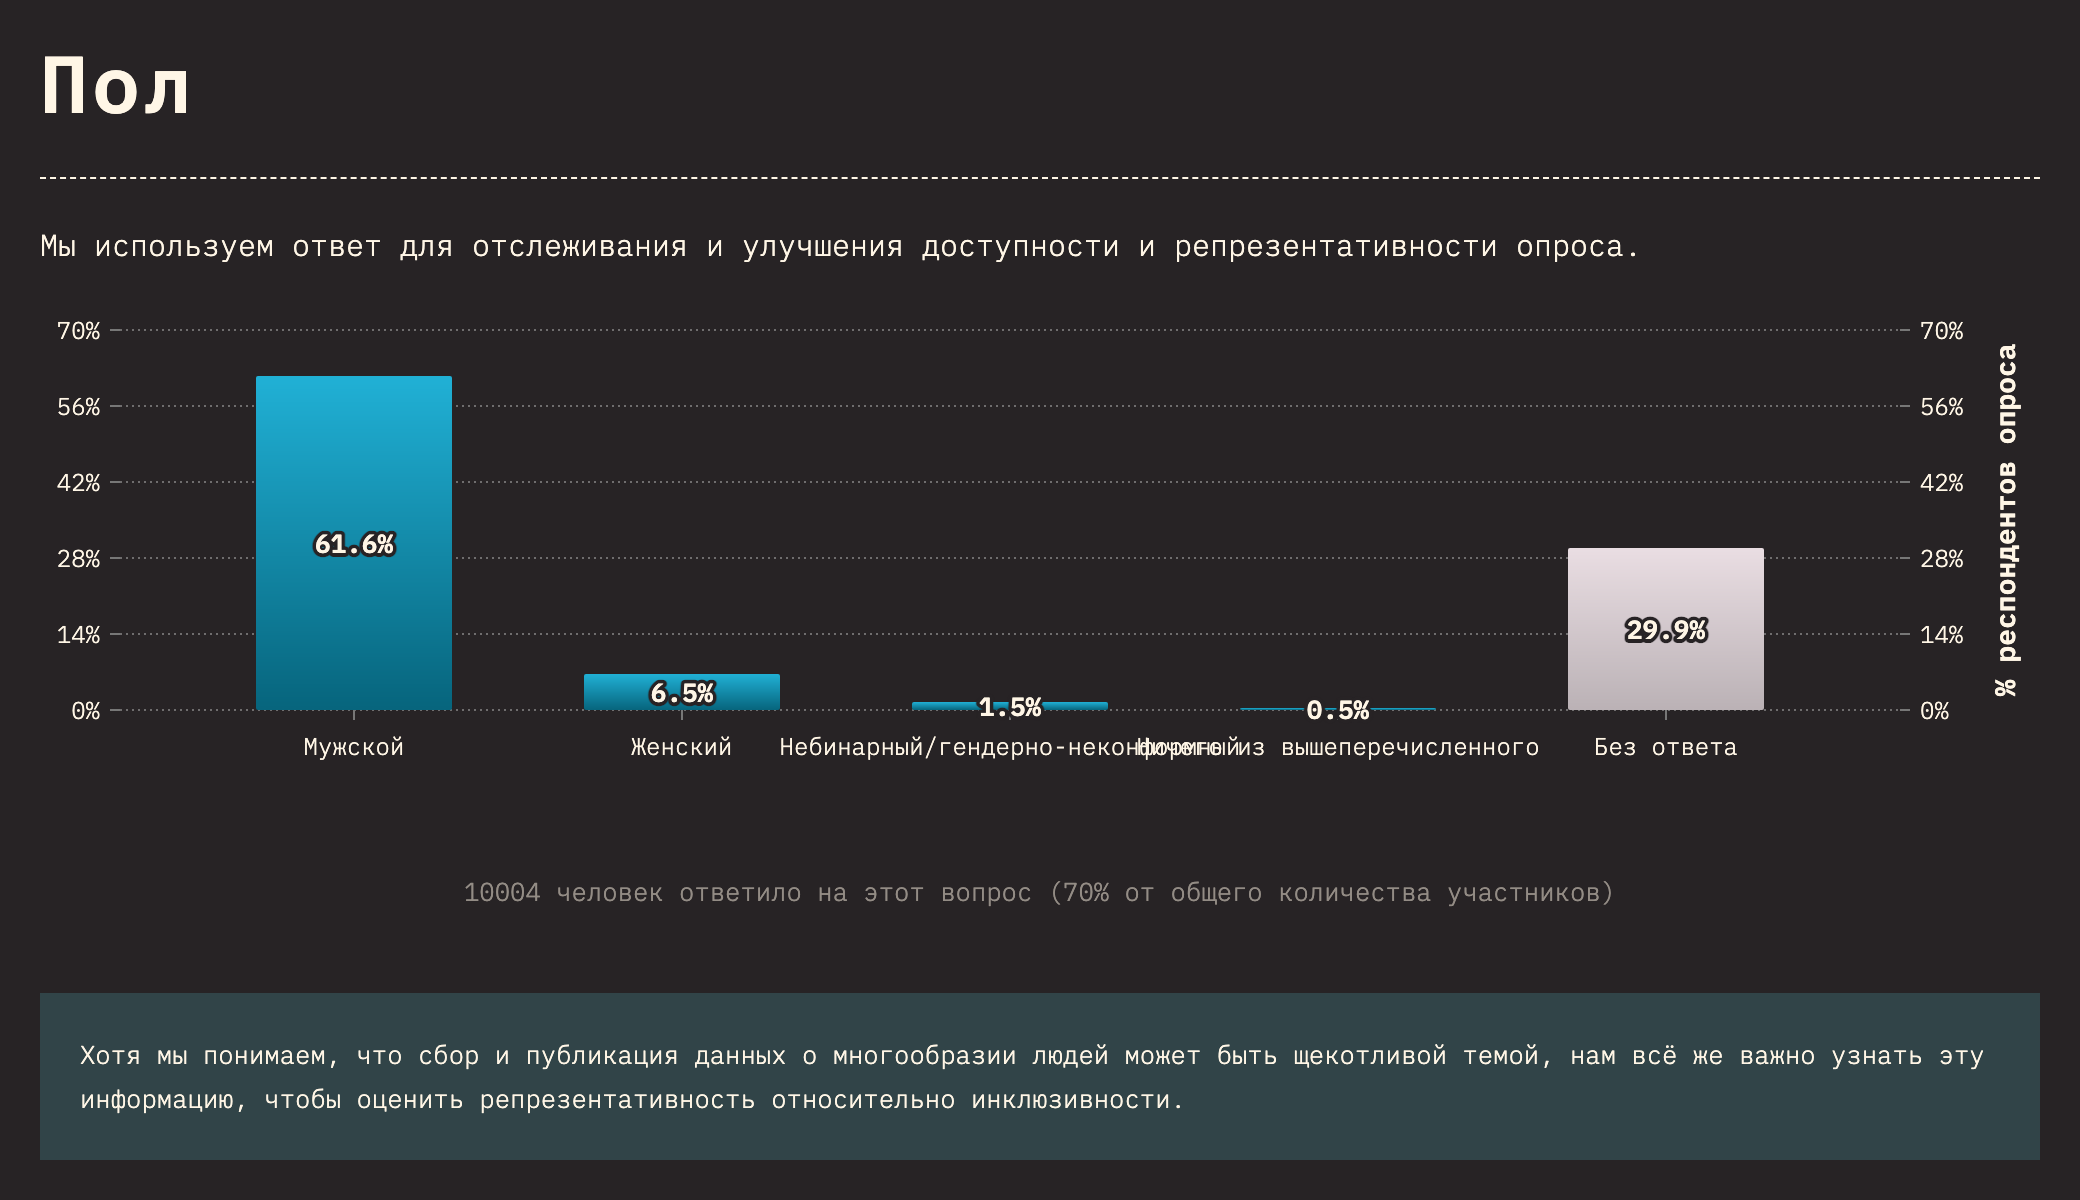 Пол
Мы используем ответ для отслеживания и улучшения доступности и репрезентативности опроса.
70%
56%
42%
28%
14%
0%
61.6%
6.5%
1.5%
0.5%
29.9%
70%
56%
42%
28%
14%
0%
% респондентов опроса
Мужской
Женский
Небинарный/гендерно-неконформный
Ничего из вышеперечисленного
Без ответа
10004 человек ответило на этот вопрос (70% от общего количества участников)
Хотя мы понимаем, что сбор и публикация данных о многообразии людей может быть щекотливой темой, нам всё же важно узнать эту
информацию, чтобы оценить репрезентативность относительно инклюзивности.